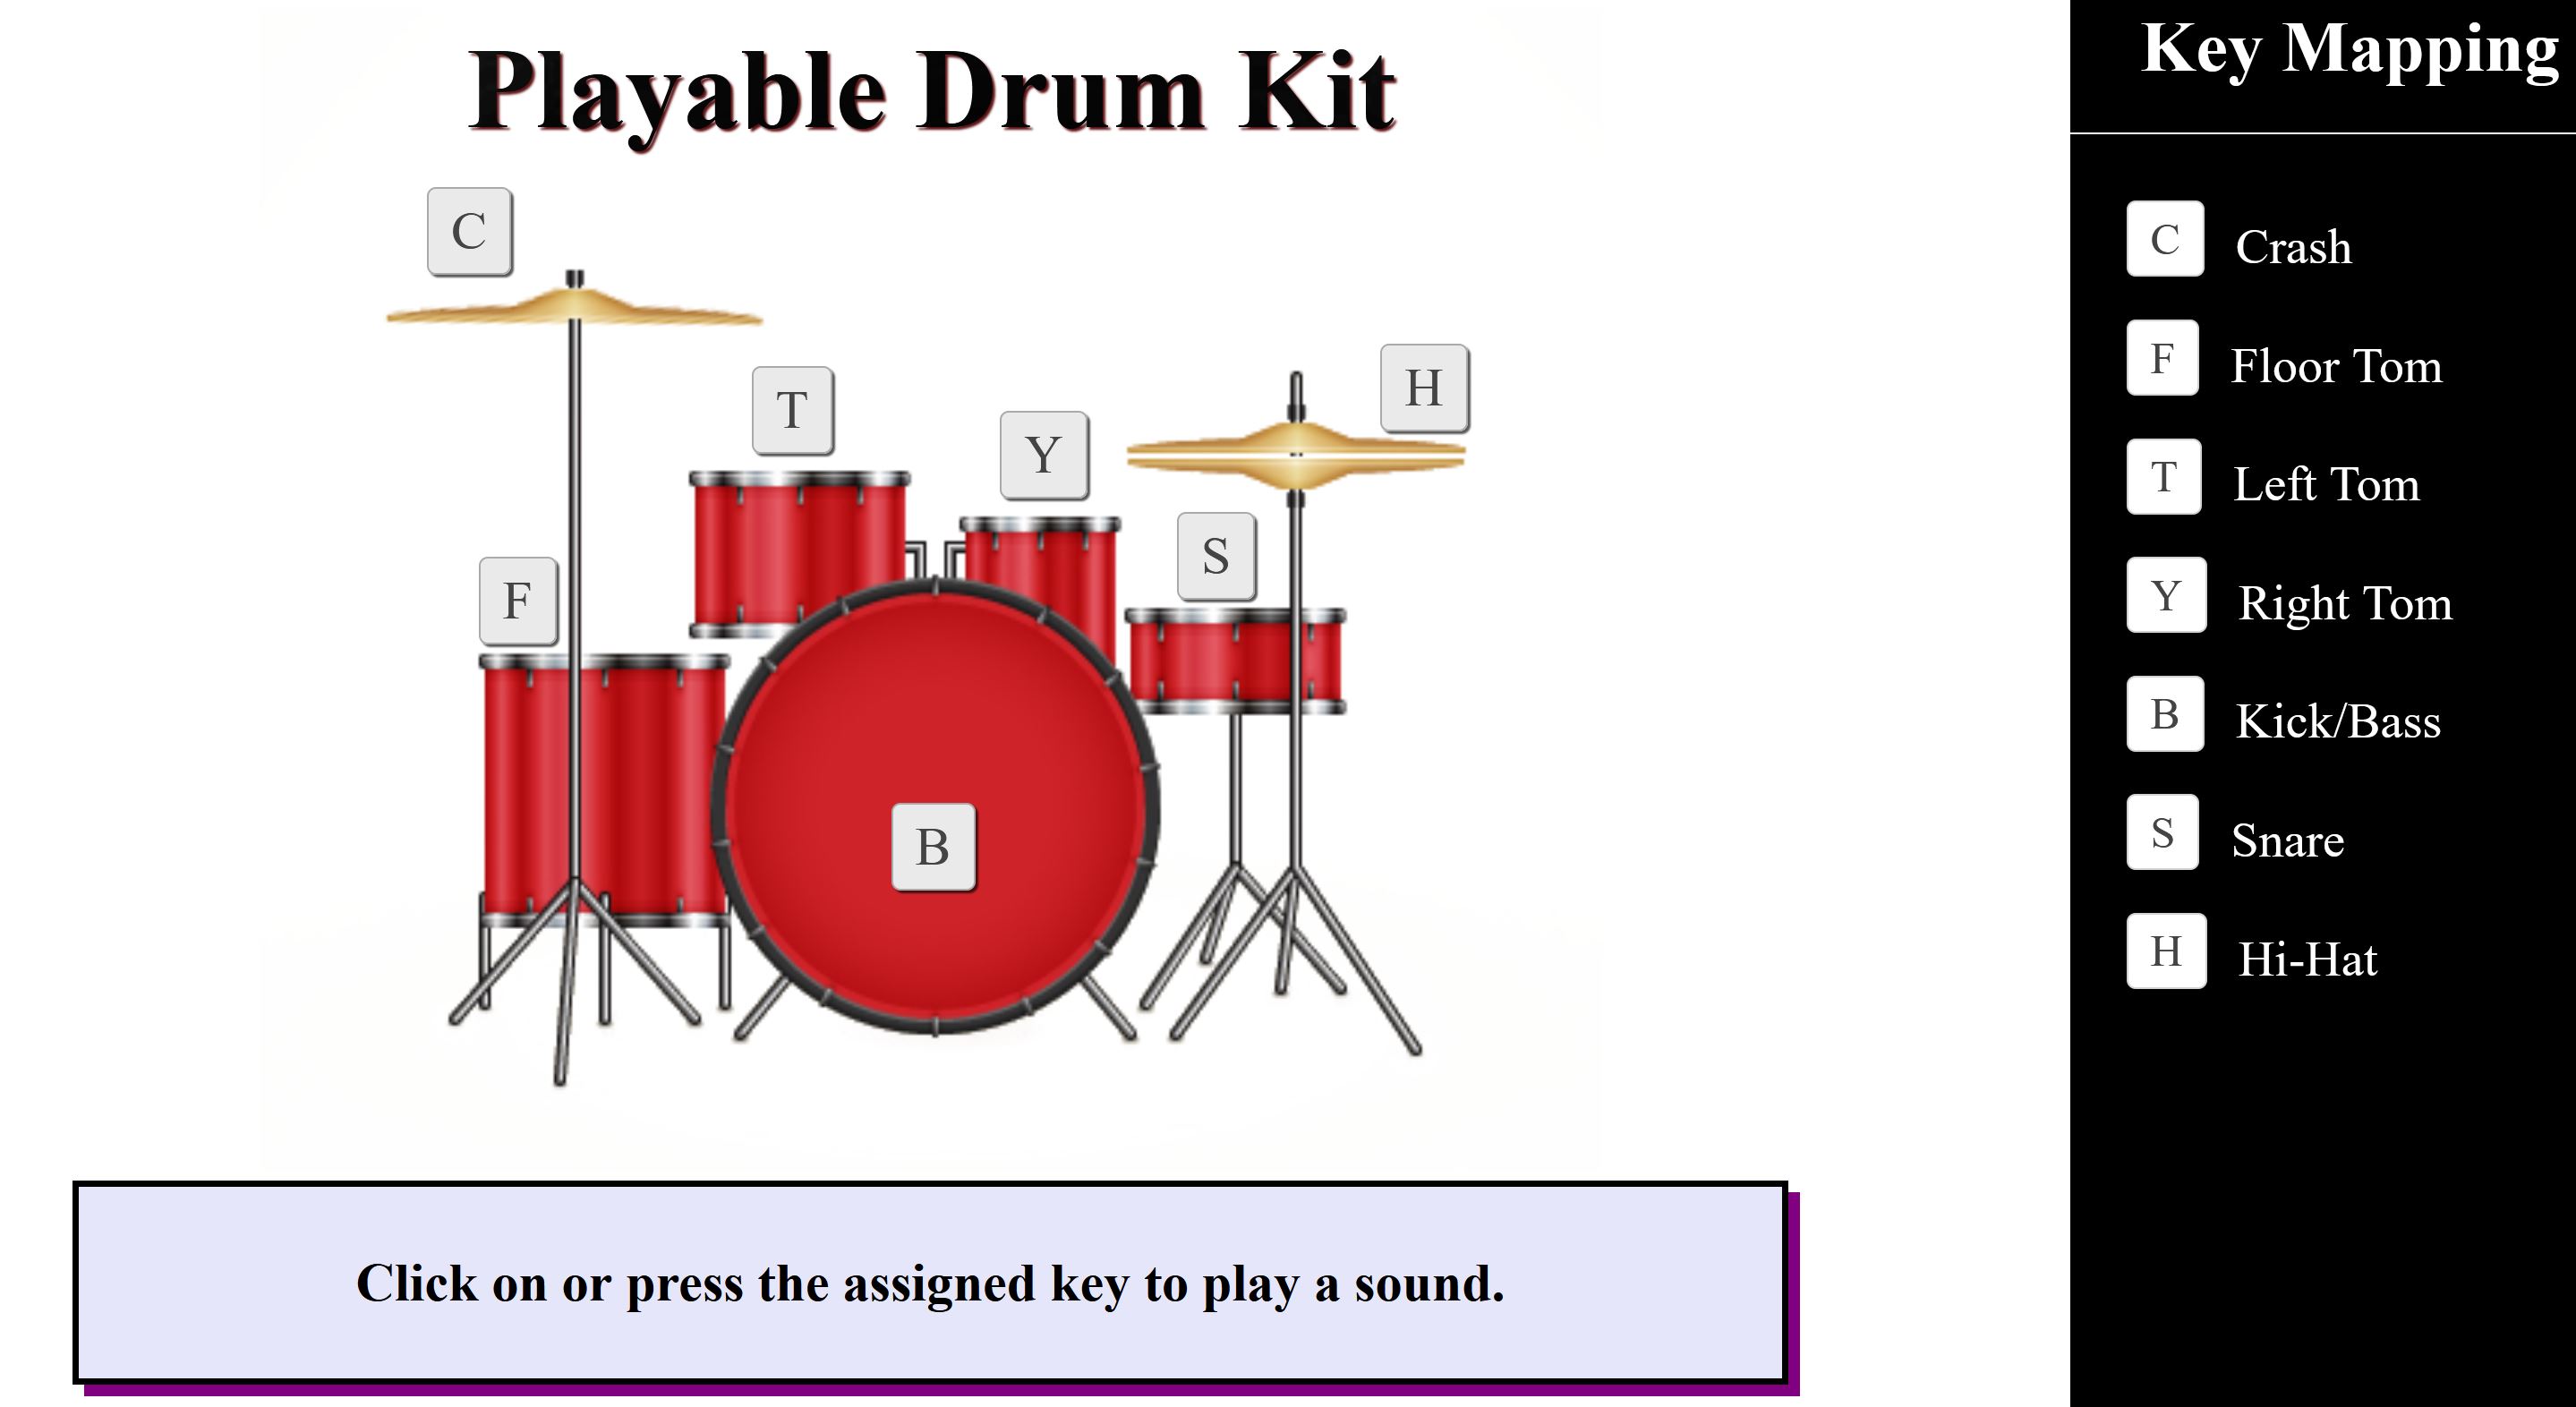 Playable Drum Kit
C
T
H
Y
S
F
B
Click on or press the assigned key to play a sound.
Key Mapping
C Crash
F Floor Tom
T Left Tom
Y Right Tom
B Kick/Bass
S Snare
H Hi-Hat